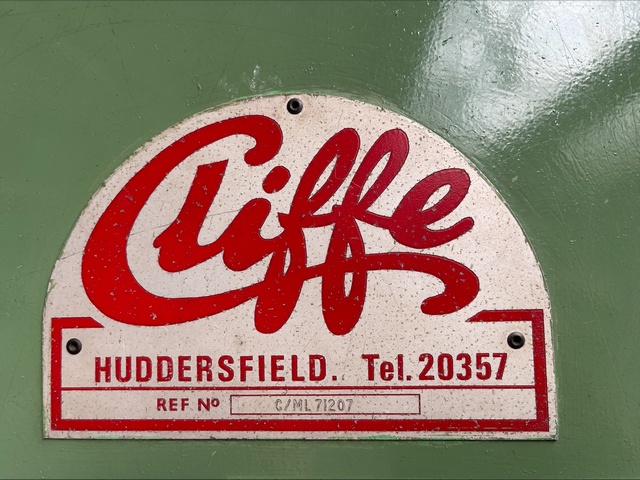 Cliffe
HUDDERSFIELD. Tel. 20357
REF Nº C/ML 71207